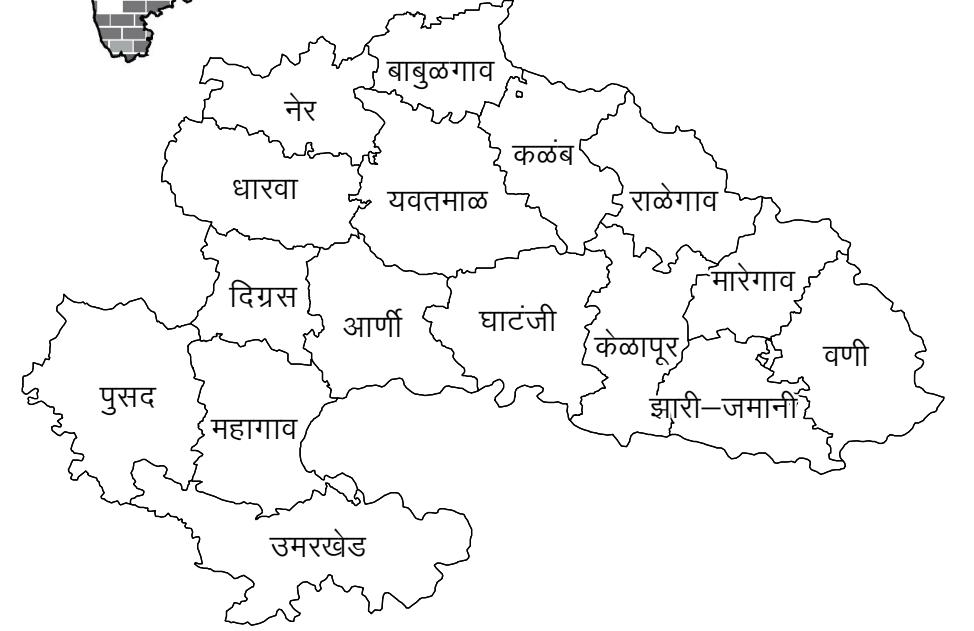 बाबुळगाव
नेर
कळंब
धारवा
यवतमाळ
राळेगाव
दिग्रस
मारेगाव
आर्णी
घाटंजी
केळापूर
वणी
पुसद
झारी–जमानी
महागाव
उमरखेड